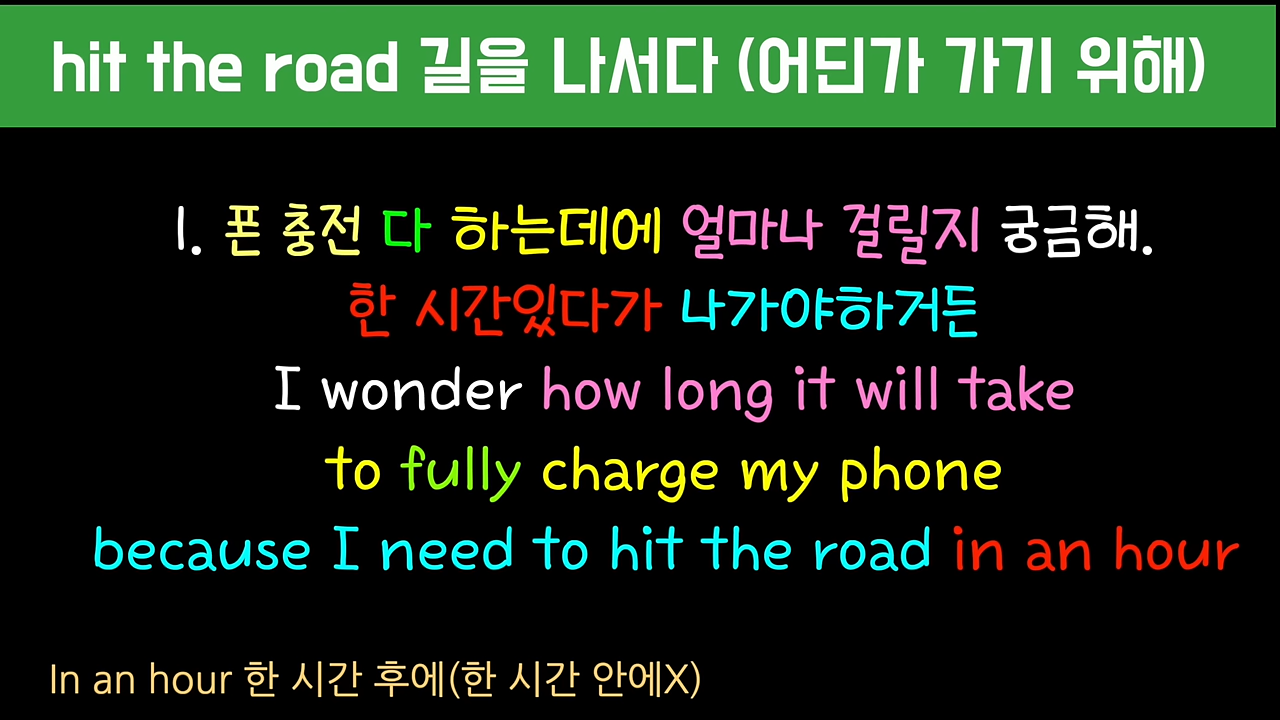 hit the road 길을 나서다 (어딘가 가기 위해)
1. 폰 충전 다 하는데에 얼마나 걸릴지 궁금해.
한 시간있다가 나가야하거든
I wonder how long it will take
to fully charge my phone
because I need to hit the road in an hour
In an hour 한 시간 후에(한 시간 안에X)